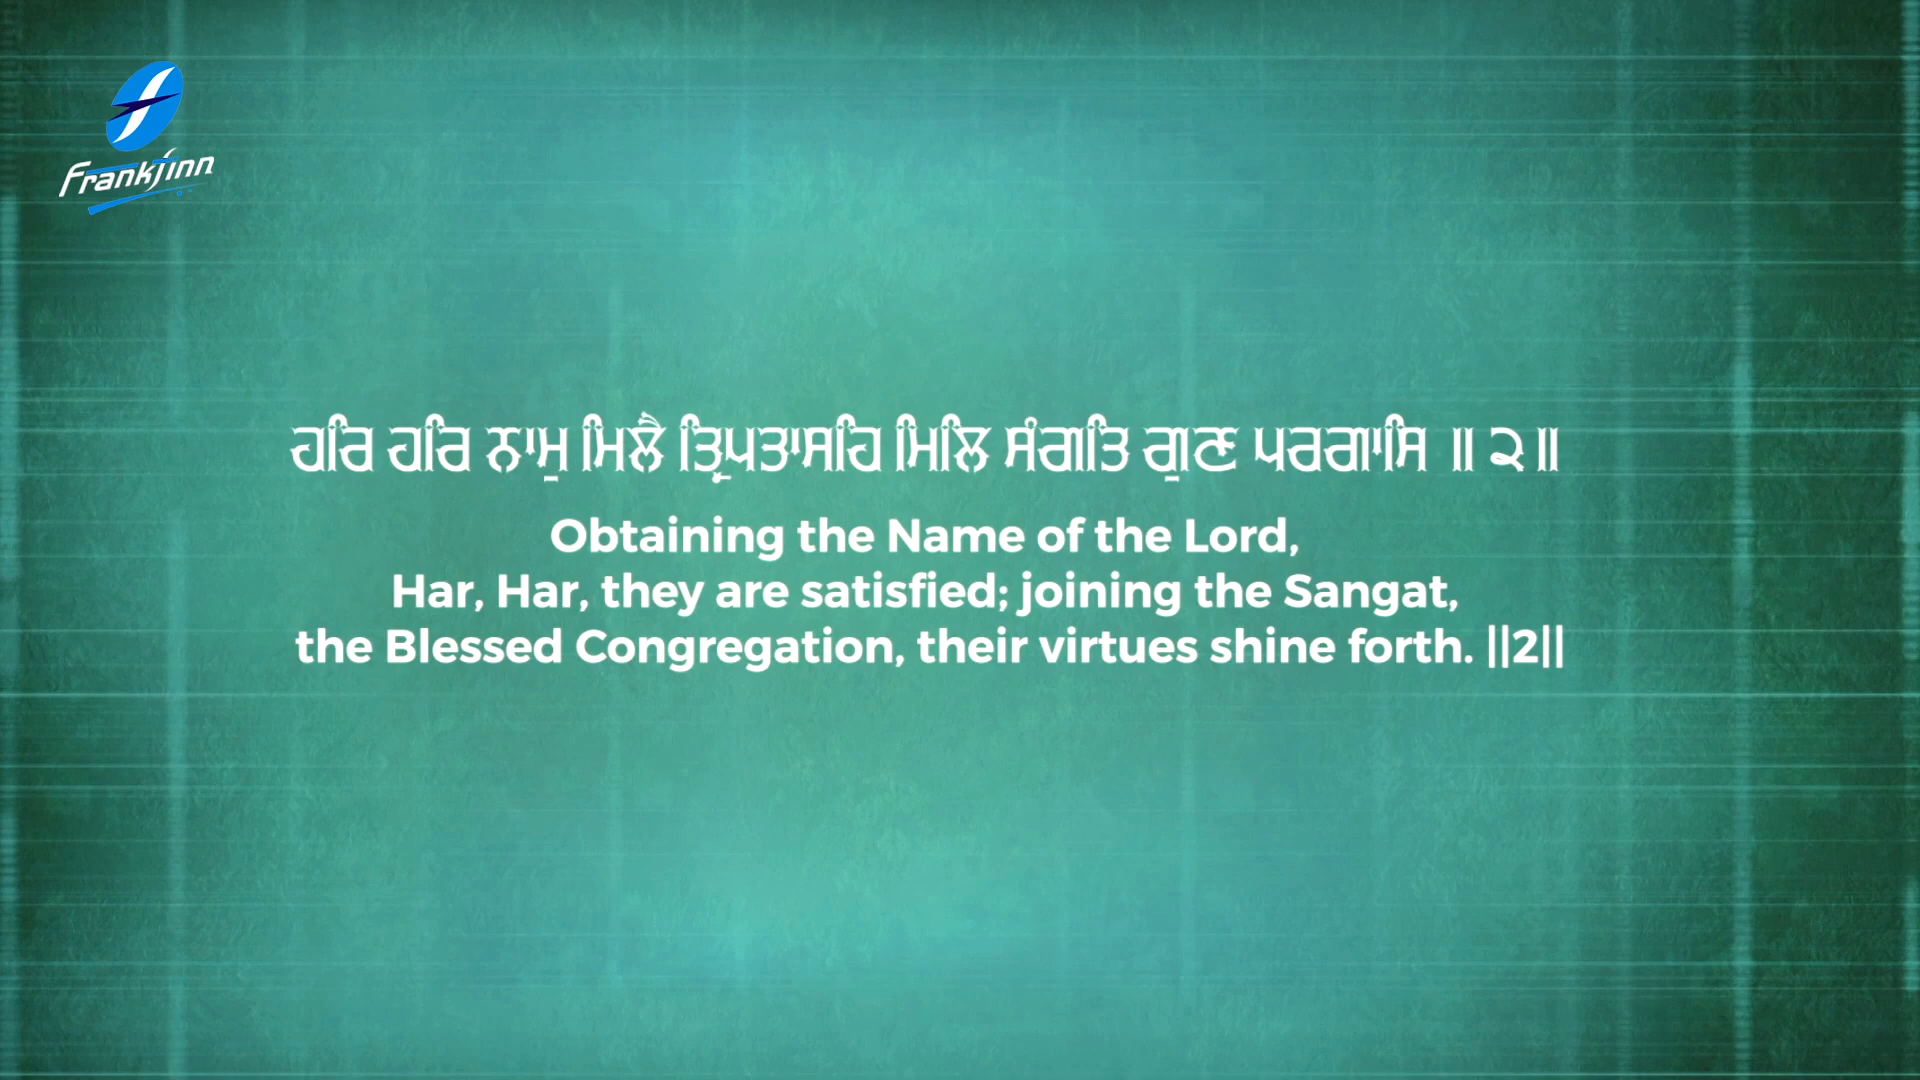 Frankfinn
ਹਰਿ ਹਰਿ ਨਾਮੁ ਮਿਲੈ ਤ੍ਰਿਪਤਾਸਹਿ ਮਿਲਿ ਸੰਗਤਿ ਗੁਣ ਪਰਗਾਸਿ ॥੨॥
Obtaining the Name of the Lord,
Har, Har, they are satisfied; joining the Sangat,
the Blessed Congregation, their virtues shine forth. ||2||